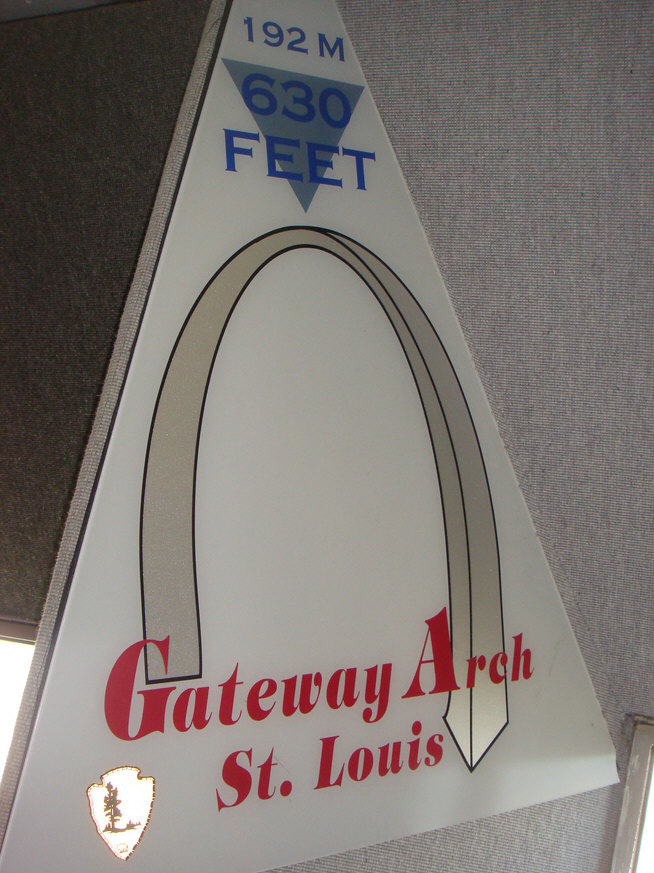 192 M
630
FEET
Gateway Arch
St. Louis